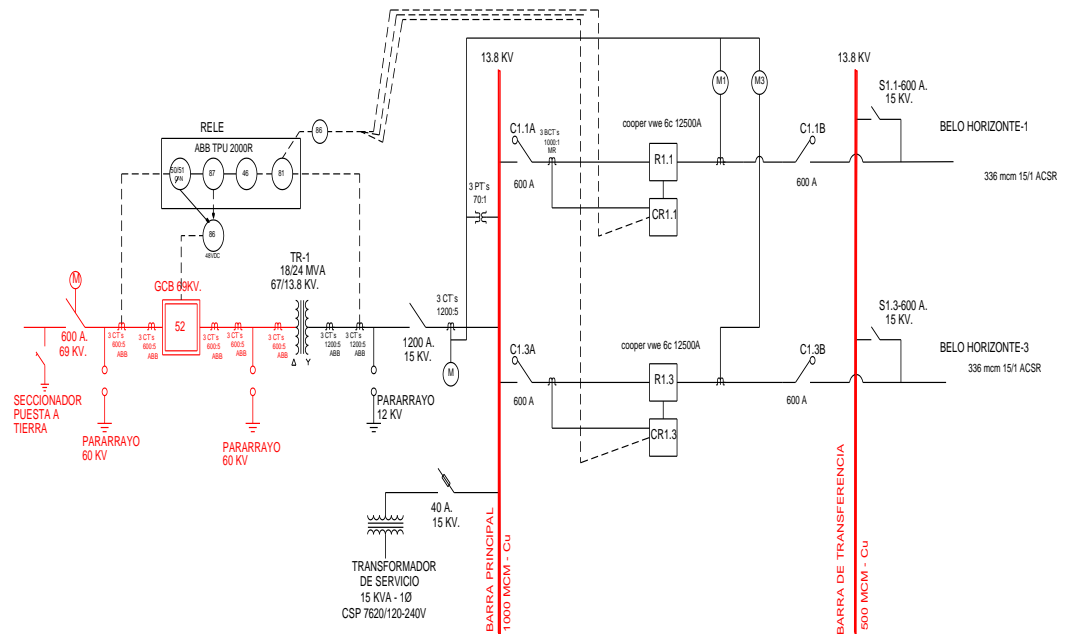 13.8 KV
13.8 KV
S1.1-600 A.
15 KV.
M1
M3
RELE
ABB TPU 2000R
86
50/51
87
46
81
86
48VDC
C1.1A
3 BCT's
1000:1
MR
600 A
cooper vwe 6c 12500A
R1.1
CR1.1
C1.1B
600 A
BELO HORIZONTE-1
336 mcm 15/1 ACSR
3 PT's
70:1
TR-1
18/24 MVA
67/13.8 KV.
GCB 69KV.
M
52
600 A.
69 KV.
3 CT's
600:5
ABB
3 CT's
600:5
ABB
3 CT's
600:5
ABB
3 CT's
600:5
ABB
3 CT's
600:5
ABB
Δ
Y
3 CT's
1200:5
ABB
3 CT's
1200:5
ABB
1200 A.
15 KV.
3 CT's
1200:5
M
SECCIONADOR
PUESTA A
TIERRA
PARARRAYO
60 KV
PARARRAYO
60 KV
PARARRAYO
12 KV
C1.3A
600 A
cooper vwe 6c 12500A
R1.3
CR1.3
C1.3B
600 A
S1.3-600 A.
15 KV.
BELO HORIZONTE-3
336 mcm 15/1 ACSR
40 A.
15 KV.
TRANSFORMADOR
DE SERVICIO
15 KVA - 1Ø
CSP 7620/120-240V
BARRA PRINCIPAL
1000 MCM - Cu
BARRA DE TRANSFERENCIA
500 MCM - Cu